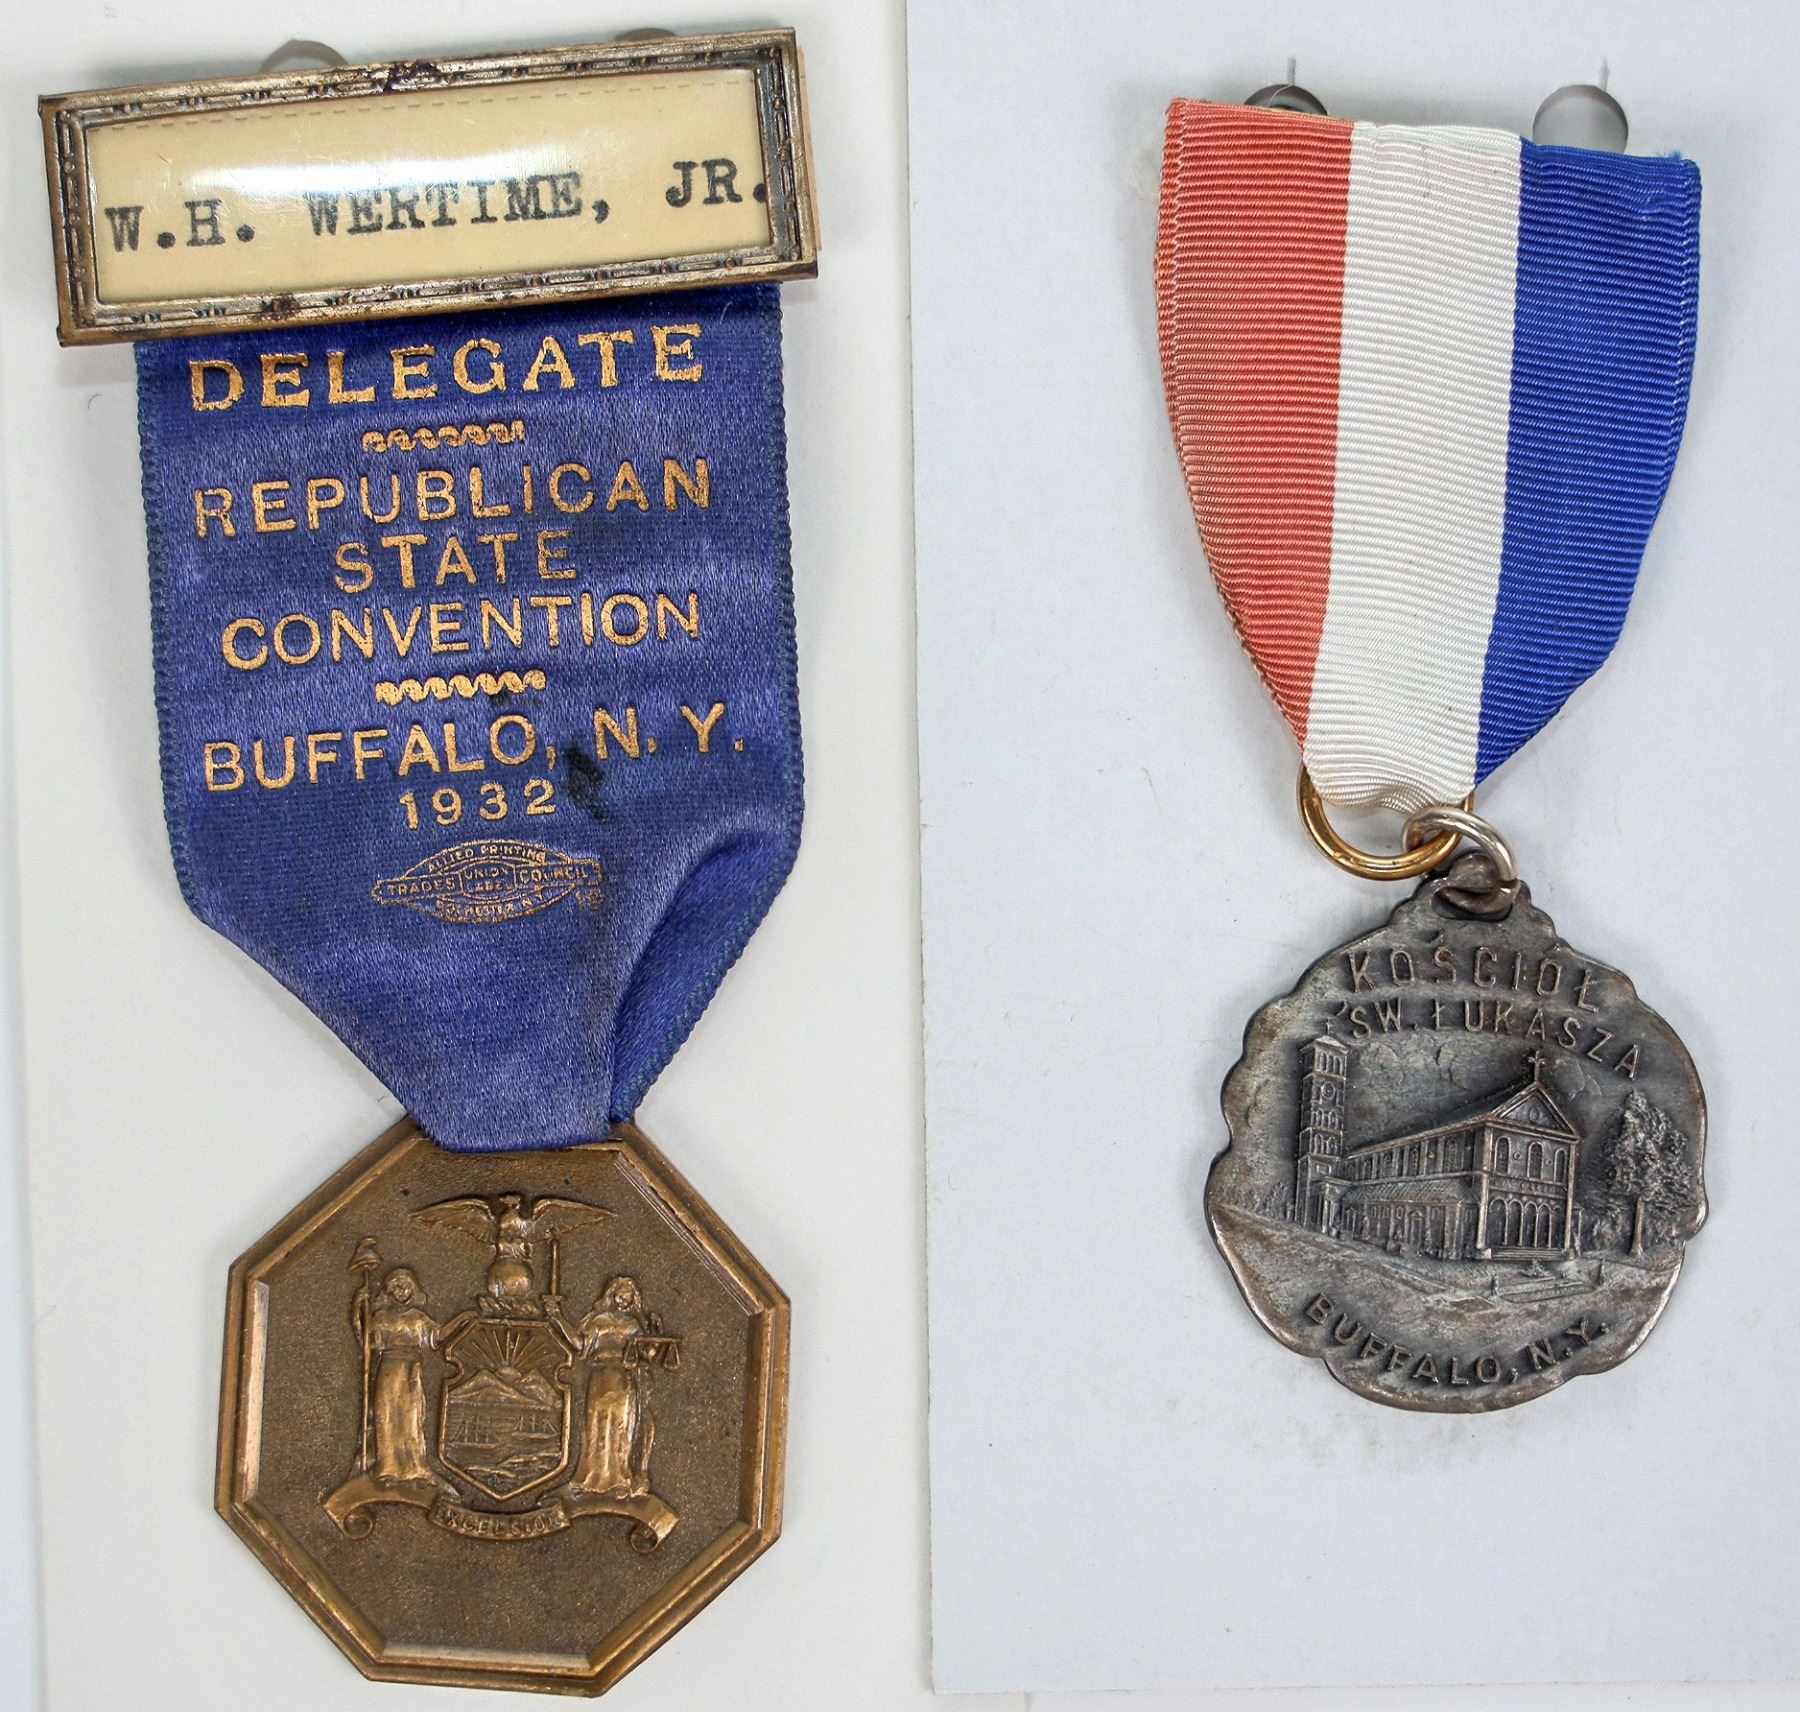 W.H. WERTIME, JR.
DELEGATE
REPUBLICAN
STATE
CONVENTION
BUFFALO, N.Y.
1932
ALLIED PRINTING
TRADES UNION LABEL COUNCIL
ROCHESTER N.Y.
EXCELSIOR
KOŚCIÓŁ
ŚW. ŁUKASZA
BUFFALO, N.Y.